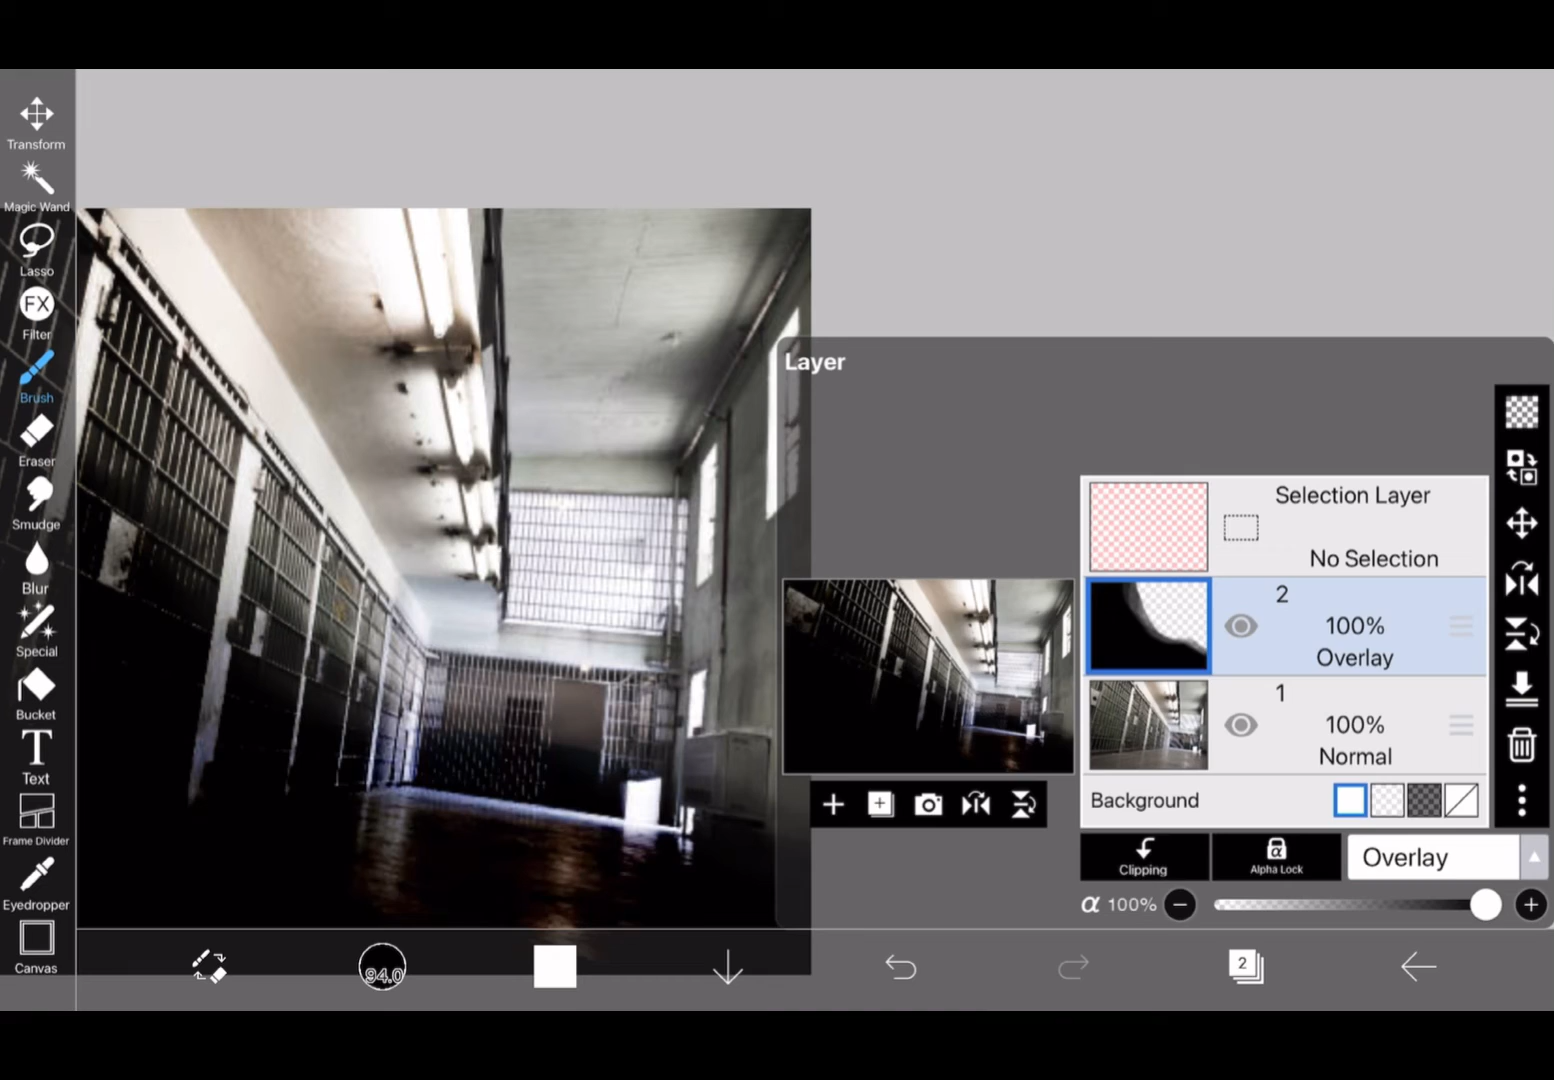 Transform
Magic Wand
Lasso
FX
Filter
Brush
Eraser
Smudge
Blur
Special
Bucket
T
Text
Frame Divider
Eyedropper
Canvas
Layer
Selection Layer
No Selection
2
100%
Overlay
1
100%
Normal
Background
Clipping
α
Alpha Lock
Overlay
α 100%
94.0
2